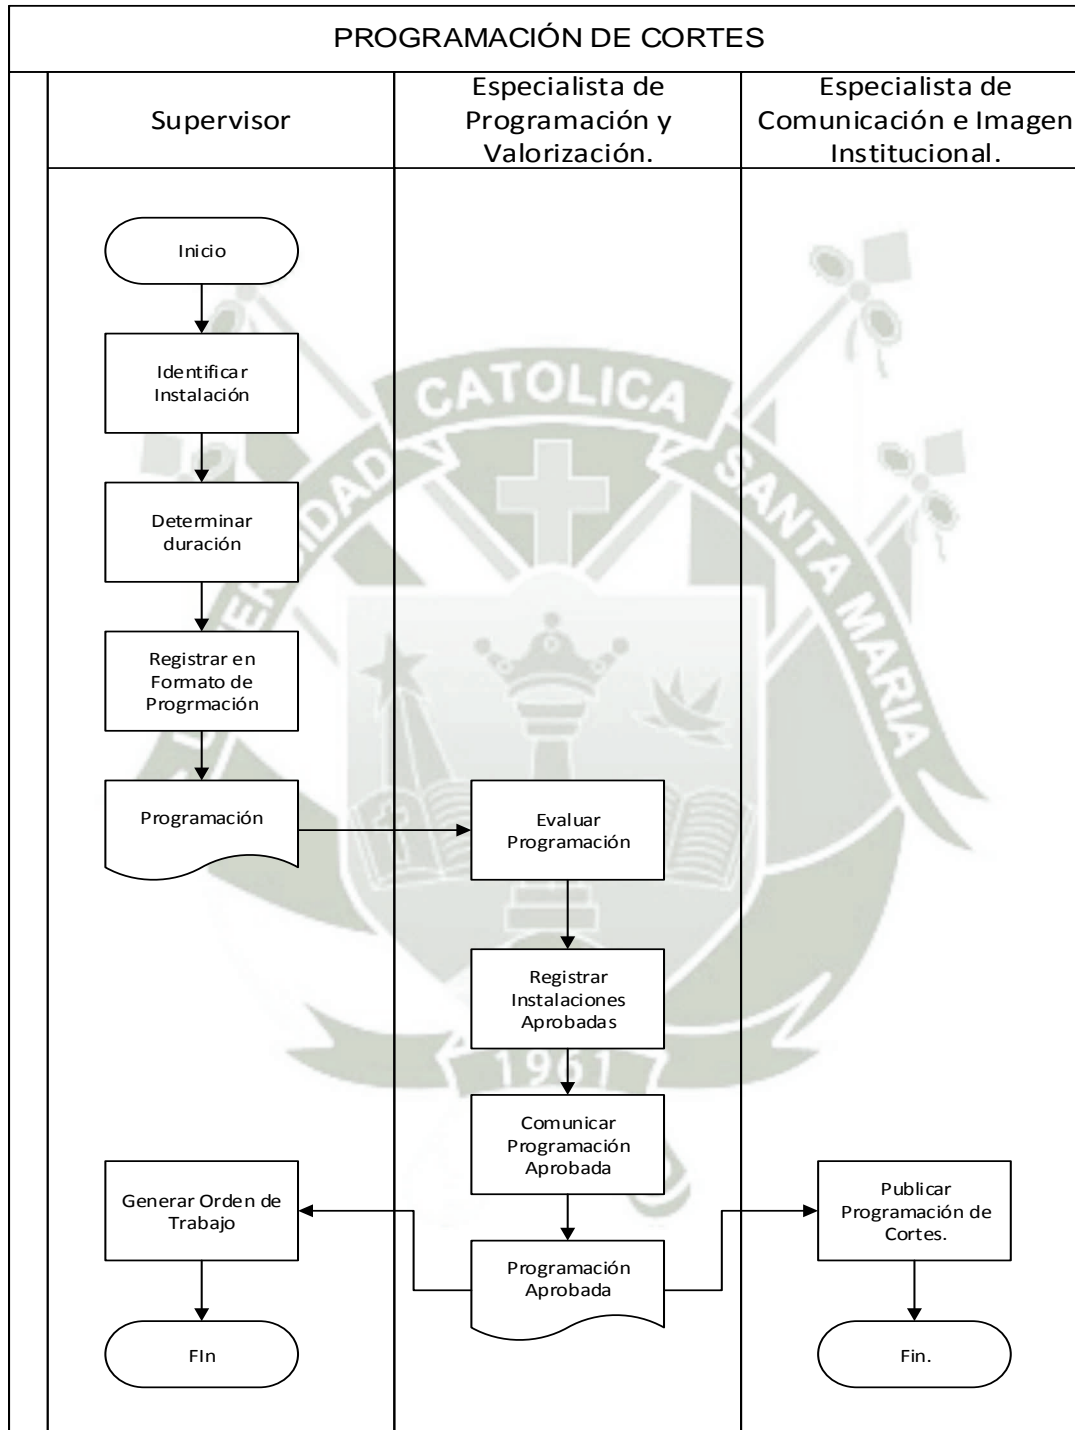 PROGRAMACIÓN DE CORTES
Supervisor
Especialista de
Programación y
Valorización.
Especialista de
Comunicación e Imagen
Institucional.
Inicio
Identificar
Instalación
Determinar
duración
Registrar en
Formato de
Progrmación
Programación
Evaluar
Programación
Registrar
Instalaciones
Aprobadas
Comunicar
Programación
Aprobada
Programación
Aprobada
Generar Orden de
Trabajo
FIn
Publicar
Programación de
Cortes.
Fin.
CATOLICA
SANTA MARIA
1961